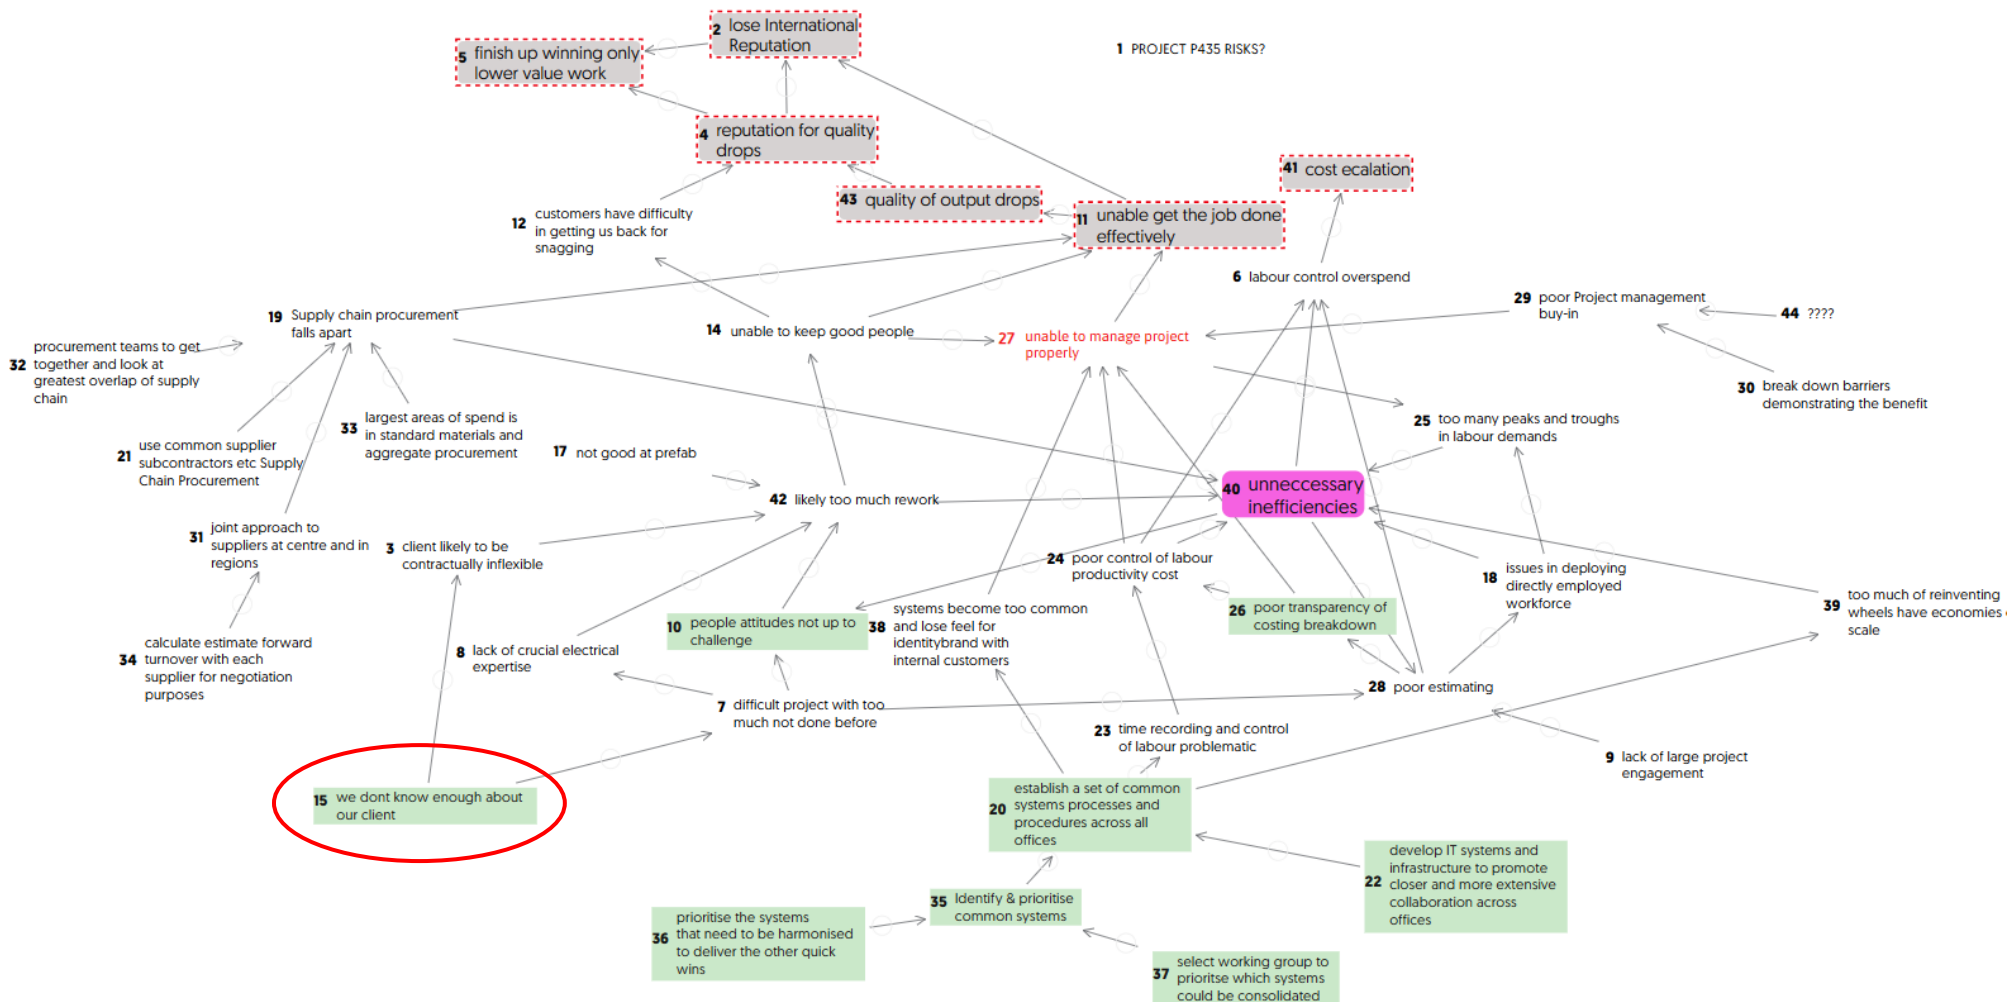 2 lose International
Reputation
1 PROJECT P435 RISKS?
5 finish up winning only
lower value work
4 reputation for quality
drops
41 cost ecalation
43 quality of output drops
11 unable get the job done
effectively
12 customers have difficulty
in getting us back for
snagging
6 labour control overspend
29 poor Project management
buy-in
44 ????
19 Supply chain procurement
falls apart
14 unable to keep good people
27 unable to manage project
properly
32 procurement teams to get
together and look at
greatest overlap of supply
chain
30 break down barriers
demonstrating the benefit
33 largest areas of spend is
in standard materials and
aggregate procurement
25 too many peaks and troughs
in labour demands
21 use common supplier
subcontractors etc Supply
Chain Procurement
17 not good at prefab
42 likely too much rework
40 unneccessary
inefficiencies
31 joint approach to
suppliers at centre and in
regions
3 client likely to be
contractually inflexible
24 poor control of labour
productivity cost
18 issues in deploying
directly employed
workforce
39 too much of reinventing
wheels have economies
scale
26 poor transparency of
costing breakdown
10 people attitudes not up to
challenge
38 systems become too common
and lose feel for
identitybrand with
internal customers
34 calculate estimate forward
turnover with each
supplier for negotiation
purposes
8 lack of crucial electrical
expertise
28 poor estimating
7 difficult project with too
much not done before
23 time recording and control
of labour problematic
9 lack of large project
engagement
15 we dont know enough about
our client
20 establish a set of common
systems processes and
procedures across all
offices
22 develop IT systems and
infrastructure to promote
closer and more extensive
collaboration across
offices
35 Identify & prioritise
common systems
36 prioritise the systems
that need to be harmonised
to deliver the other quick
wins
37 select working group to
prioritse which systems
could be consolidated